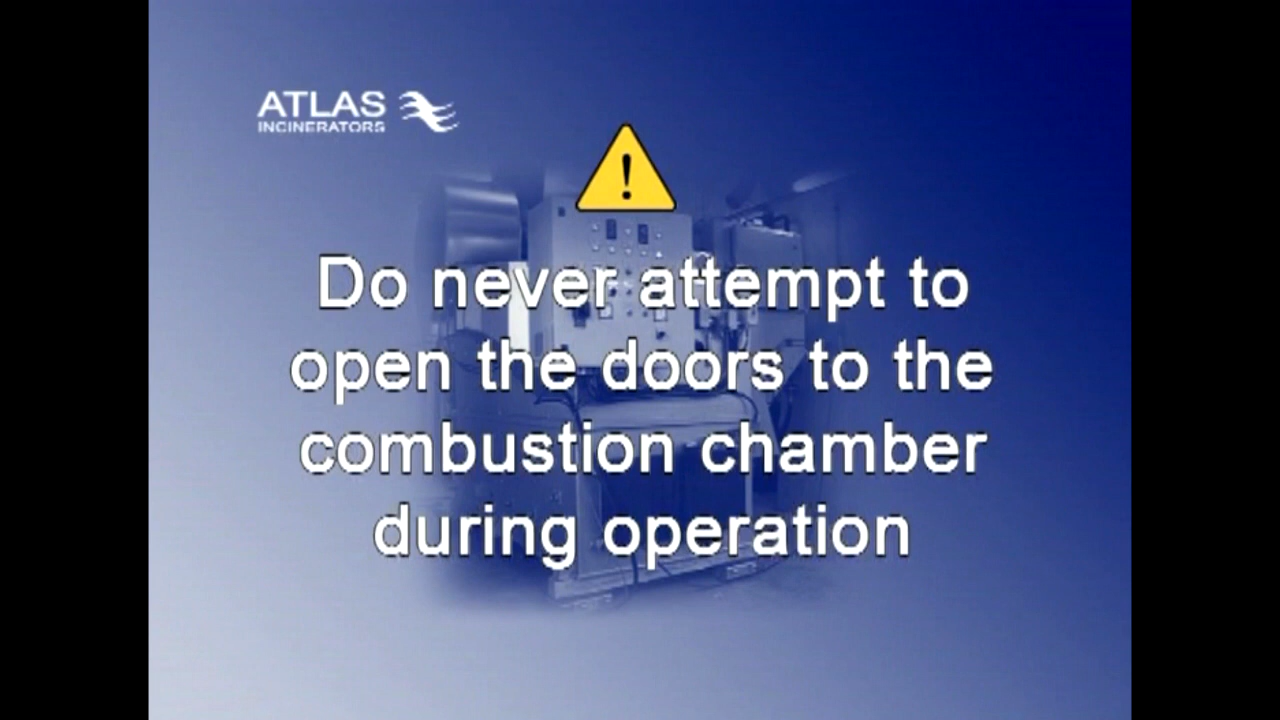 ATLAS
INCINERATORS
!
Do never attempt to
open the doors to the
combustion chamber
during operation